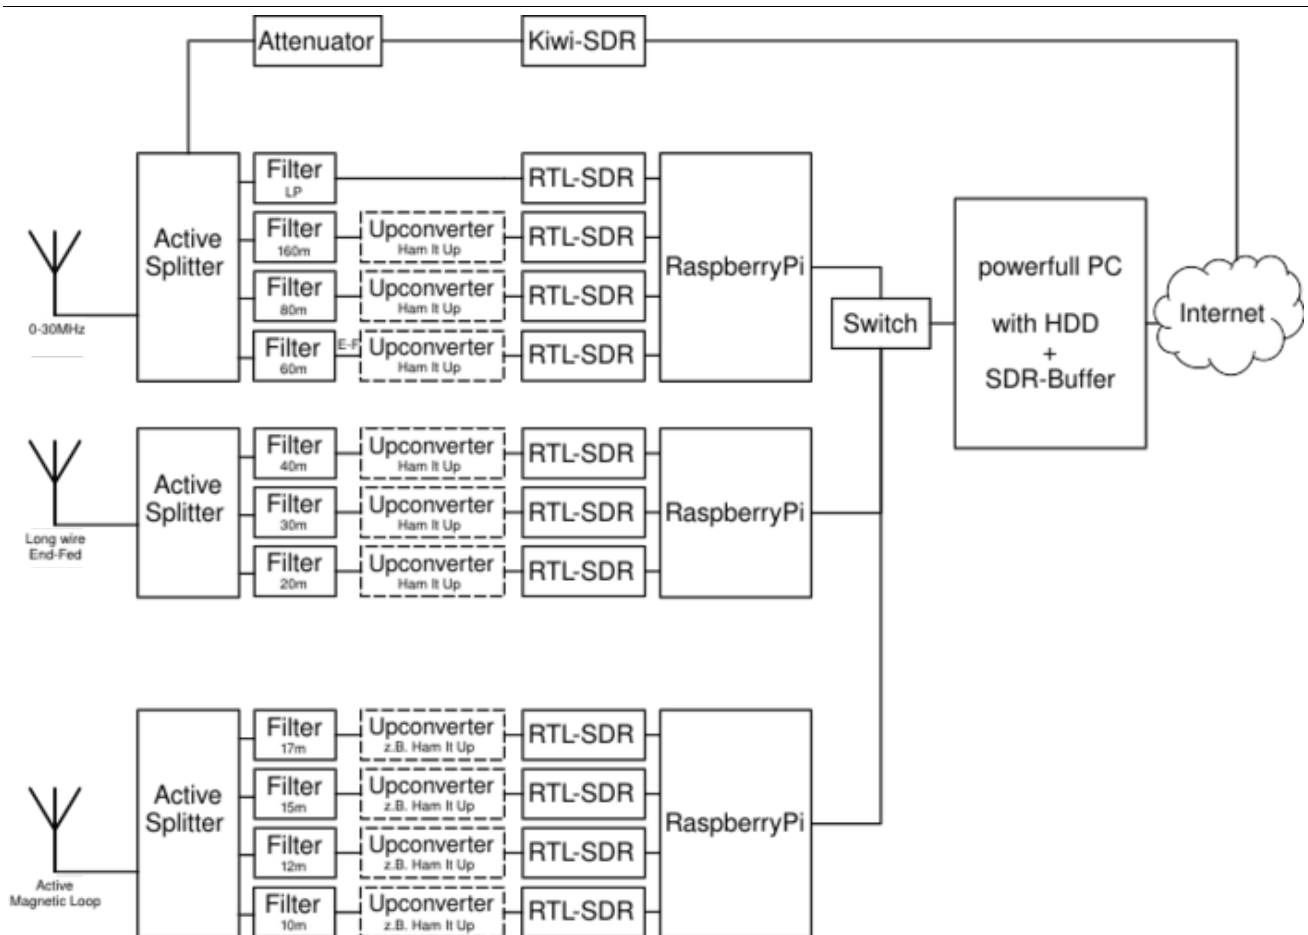 Attenuator
Kiwi-SDR
Filter
LP
RTL-SDR
Filter
160m
Upconverter
Ham It Up
RTL-SDR
Active
Splitter
RaspberryPi
powerfull PC
with HDD
+
SDR-Buffer
Internet
Filter
80m
Upconverter
Ham It Up
RTL-SDR
0-30MHz
Switch
Filter
60m
E-F
Upconverter
Ham It Up
RTL-SDR
Filter
40m
Upconverter
Ham It Up
RTL-SDR
Active
Splitter
Filter
30m
Upconverter
Ham It Up
RTL-SDR
RaspberryPi
Long wire
End-Fed
Filter
20m
Upconverter
Ham It Up
RTL-SDR
Filter
17m
Upconverter
z.B. Ham It Up
RTL-SDR
Active
Splitter
Filter
15m
Upconverter
z.B. Ham It Up
RTL-SDR
RaspberryPi
Filter
12m
Upconverter
z.B. Ham It Up
RTL-SDR
Active
Magnetic Loop
Filter
10m
Upconverter
z.B. Ham It Up
RTL-SDR